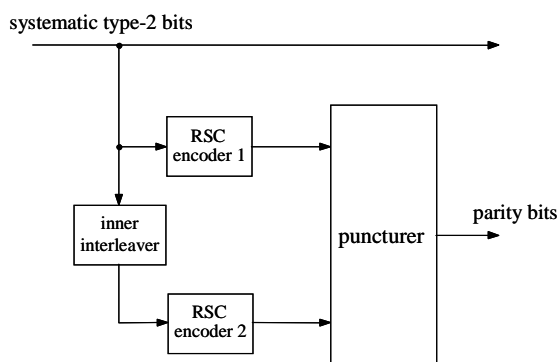 systematic type-2 bits
RSC
encoder 1
inner
interleaver
puncturer
parity bits
RSC
encoder 2